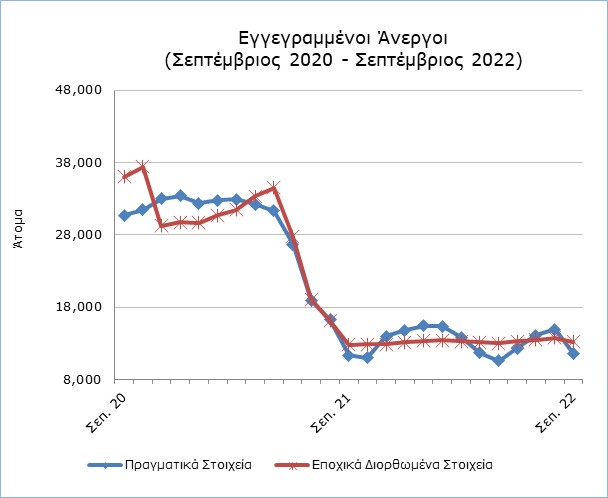 Εγγεγραμμένοι Άνεργοι
(Σεπτέμβριος 2020 - Σεπτέμβριος 2022)
48,000
38,000
28,000
18,000
8,000
Άτομα
Σεπ. 20
Σεπ. 21
Σεπ. 22
Πραγματικά Στοιχεία
Εποχικά Διορθωμένα Στοιχεία